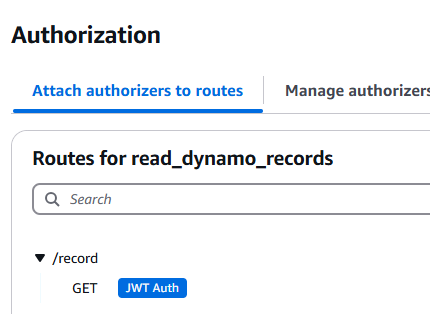 Authorization
Attach authorizers to routes
Manage authorizers
Routes for read_dynamo_records
Search
/record
GET
JWT Auth